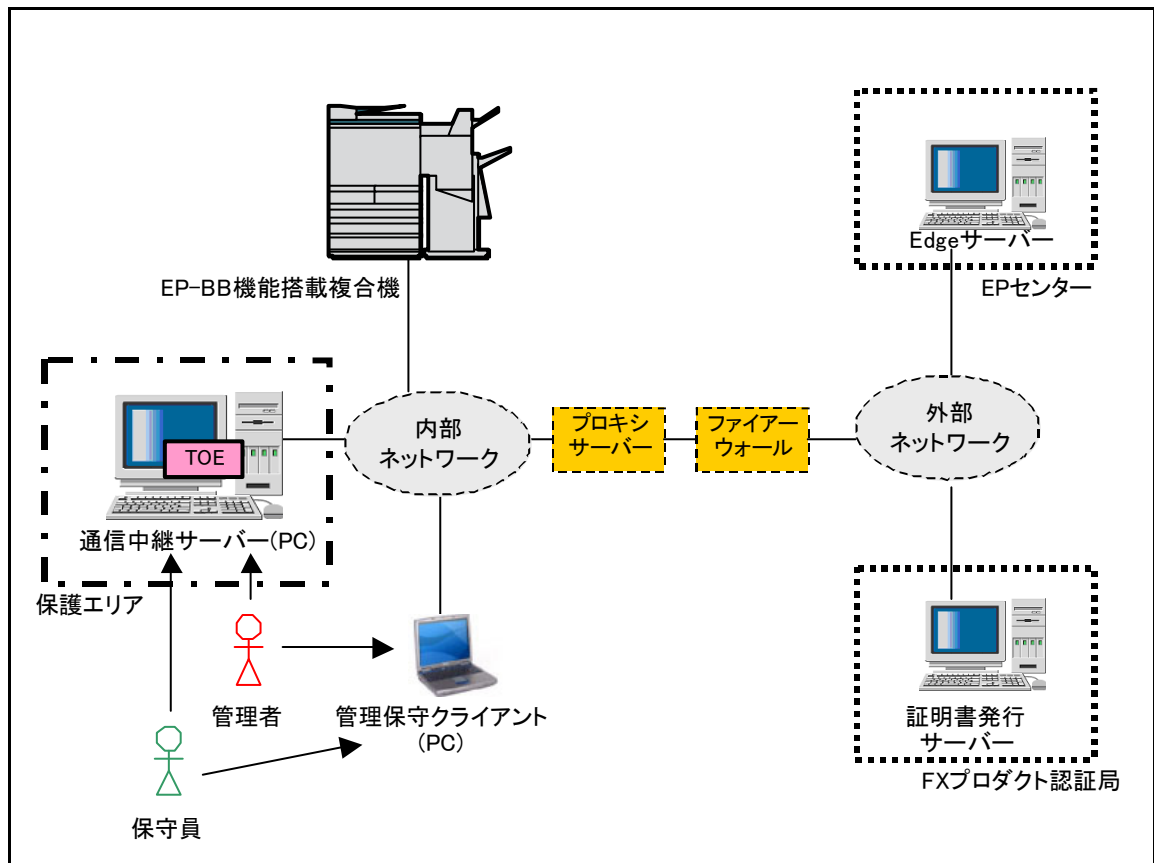 Edgeサーバー
EP-BB機能搭載複合機
EPセンター
TOE
内部
ネットワーク
プロキシ
サーバー
ファイアー
ウォール
外部
ネットワーク
通信中継サーバー(PC)
保護エリア
管理者
管理保守クライアント
(PC)
証明書発行
サーバー
FXプロダクト認証局
保守員